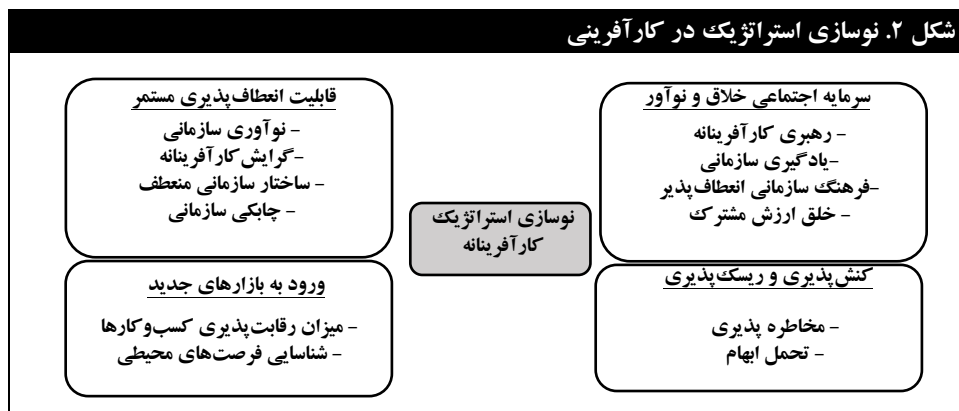 شکل ۲. نوسازی استراتژیک در کارآفرینی
سرمایه اجتماعی خلاق و نوآور
- رهبری کارآفرینانه
-یادگیری سازمانی
-فرهنگ سازمانی انعطاف‌پذیر
- خلق ارزش مشترک
قابلیت انعطاف‌پذیری مستمر
- نوآوری سازمانی
-گرایش‌کارآفرینانه
- ساختار سازمانی منعطف
- چابکی سازمانی
نوسازی استراتژیک
کارآفرینانه
کنش‌پذیری و ریسک‌پذیری
- مخاطره پذیری
- تحمل ابهام
ورود به بازارهای جدید
- میزان رقابت‌پذیری کسب‌وکارها
- شناسایی فرصت‌های محیطی